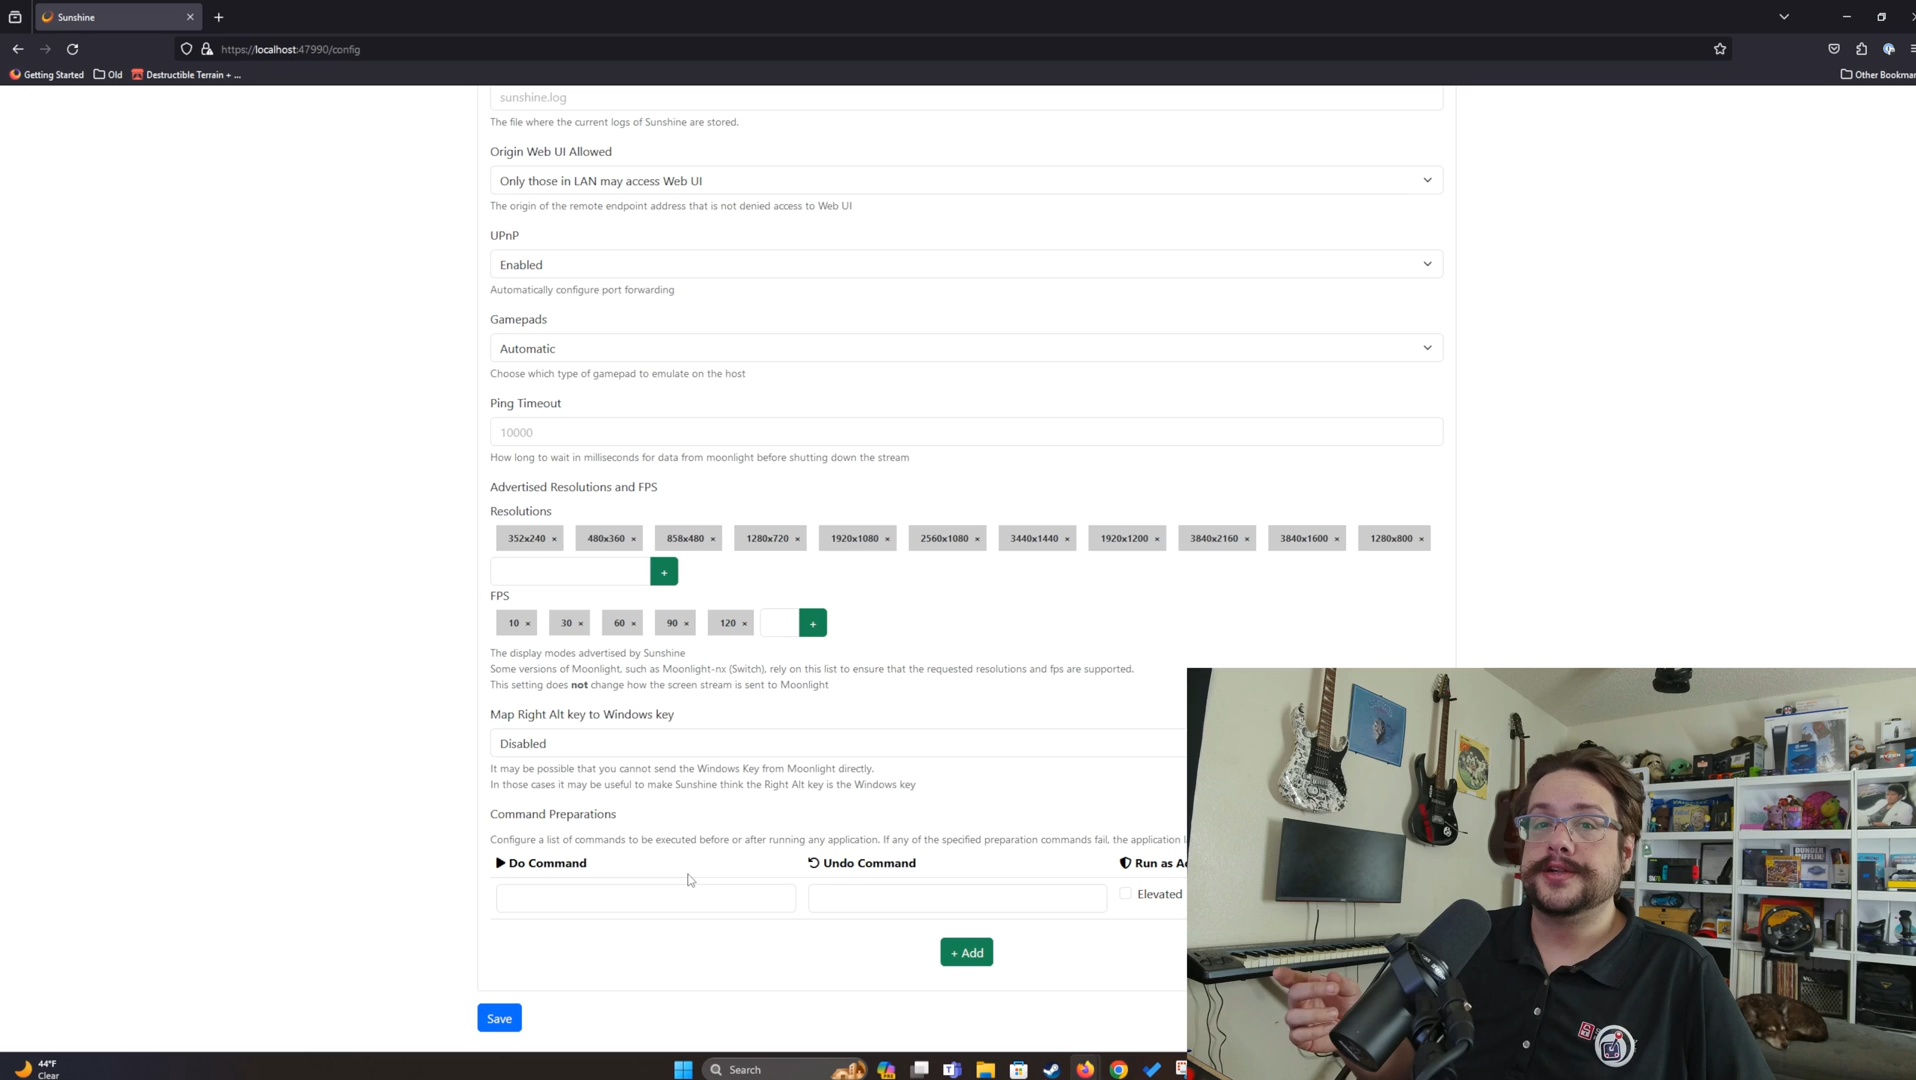 Sunshine
https://localhost:47990/config
Getting Started
Old
Destructible Terrain + ...
Other Bookmar
sunshine.log
The file where the current logs of Sunshine are stored.
Origin Web UI Allowed
Only those in LAN may access Web UI
The origin of the remote endpoint address that is not denied access to Web UI
UPnP
Enabled
Automatically configure port forwarding
Gamepads
Automatic
Choose which type of gamepad to emulate on the host
Ping Timeout
10000
How long to wait in milliseconds for data from moonlight before shutting down the stream
Advertised Resolutions and FPS
Resolutions
352x240 × 480x360 × 858x480 × 1280x720 × 1920x1080 × 2560x1080 × 3440x1440 × 1920x1200 × 3840x2160 × 3840x1600 × 1280x800 ×
+
FPS
10 × 30 × 60 × 90 × 120 × +
The display modes advertised by Sunshine
Some versions of Moonlight, such as Moonlight-nx (Switch), rely on this list to ensure that the requested resolutions and fps are supported.
This setting does not change how the screen stream is sent to Moonlight
Map Right Alt key to Windows key
Disabled
It may be possible that you cannot send the Windows Key from Moonlight directly.
In those cases it may be useful to make Sunshine think the Right Alt key is the Windows key
Command Preparations
Configure a list of commands to be executed before or after running any application. If any of the specified preparation commands fail, the application l
Do Command
Undo Command
Run as Ad
Elevated
+ Add
Save
44°F
Clear
Search